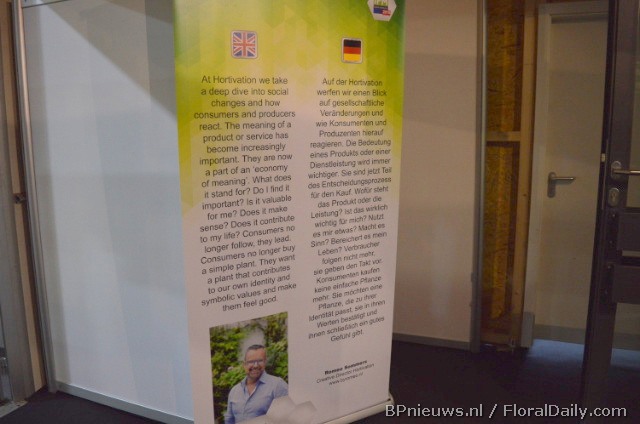 At Hortivation we take
a deep dive into social
changes and how
consumers and producers
react. The meaning of a
product or service has
become increasingly
important. They are now
a part of an 'economy
of meaning'. What does
it stand for? Do I find it
important? Is it valuable
for me? Does it make
sense? Does it contribute
to my life? Consumers no
longer follow, they lead.
Consumers no longer buy
a simple plant. They want
a plant that contributes
to our own identity and
symbolic values and make
them feel good.
Auf der Hortivation
werfen wir einen Blick
auf gesellschaftliche
Veränderungen und
wie Konsumenten und
Produzenten hierauf
reagieren. Die Bedeutung
eines Produkts oder einer
Dienstleistung wird immer
wichtiger. Sie sind jetzt Teil
des Entscheidungsprozess
für den Kauf. Wofür steht
das Produkt oder die
Leistung? Ist das wirklich
wichtig für mich? Nutzt
es mir etwas? Macht es
Sinn? Bereichert es mein
Leben? Verbraucher
folgen nicht mehr,
sie geben den Takt vor.
Konsumenten kaufen
keine einfache Pflanze
mehr. Sie möchten eine
Pflanze, die zu ihrer
Identität passt, sie in ihren
Werten bestätigt und
ihnen schließlich ein gutes
Gefühl gibt.
Romeo Sommers
Creative Director Hortivation
BPnieuws.nl / FloralDaily.com